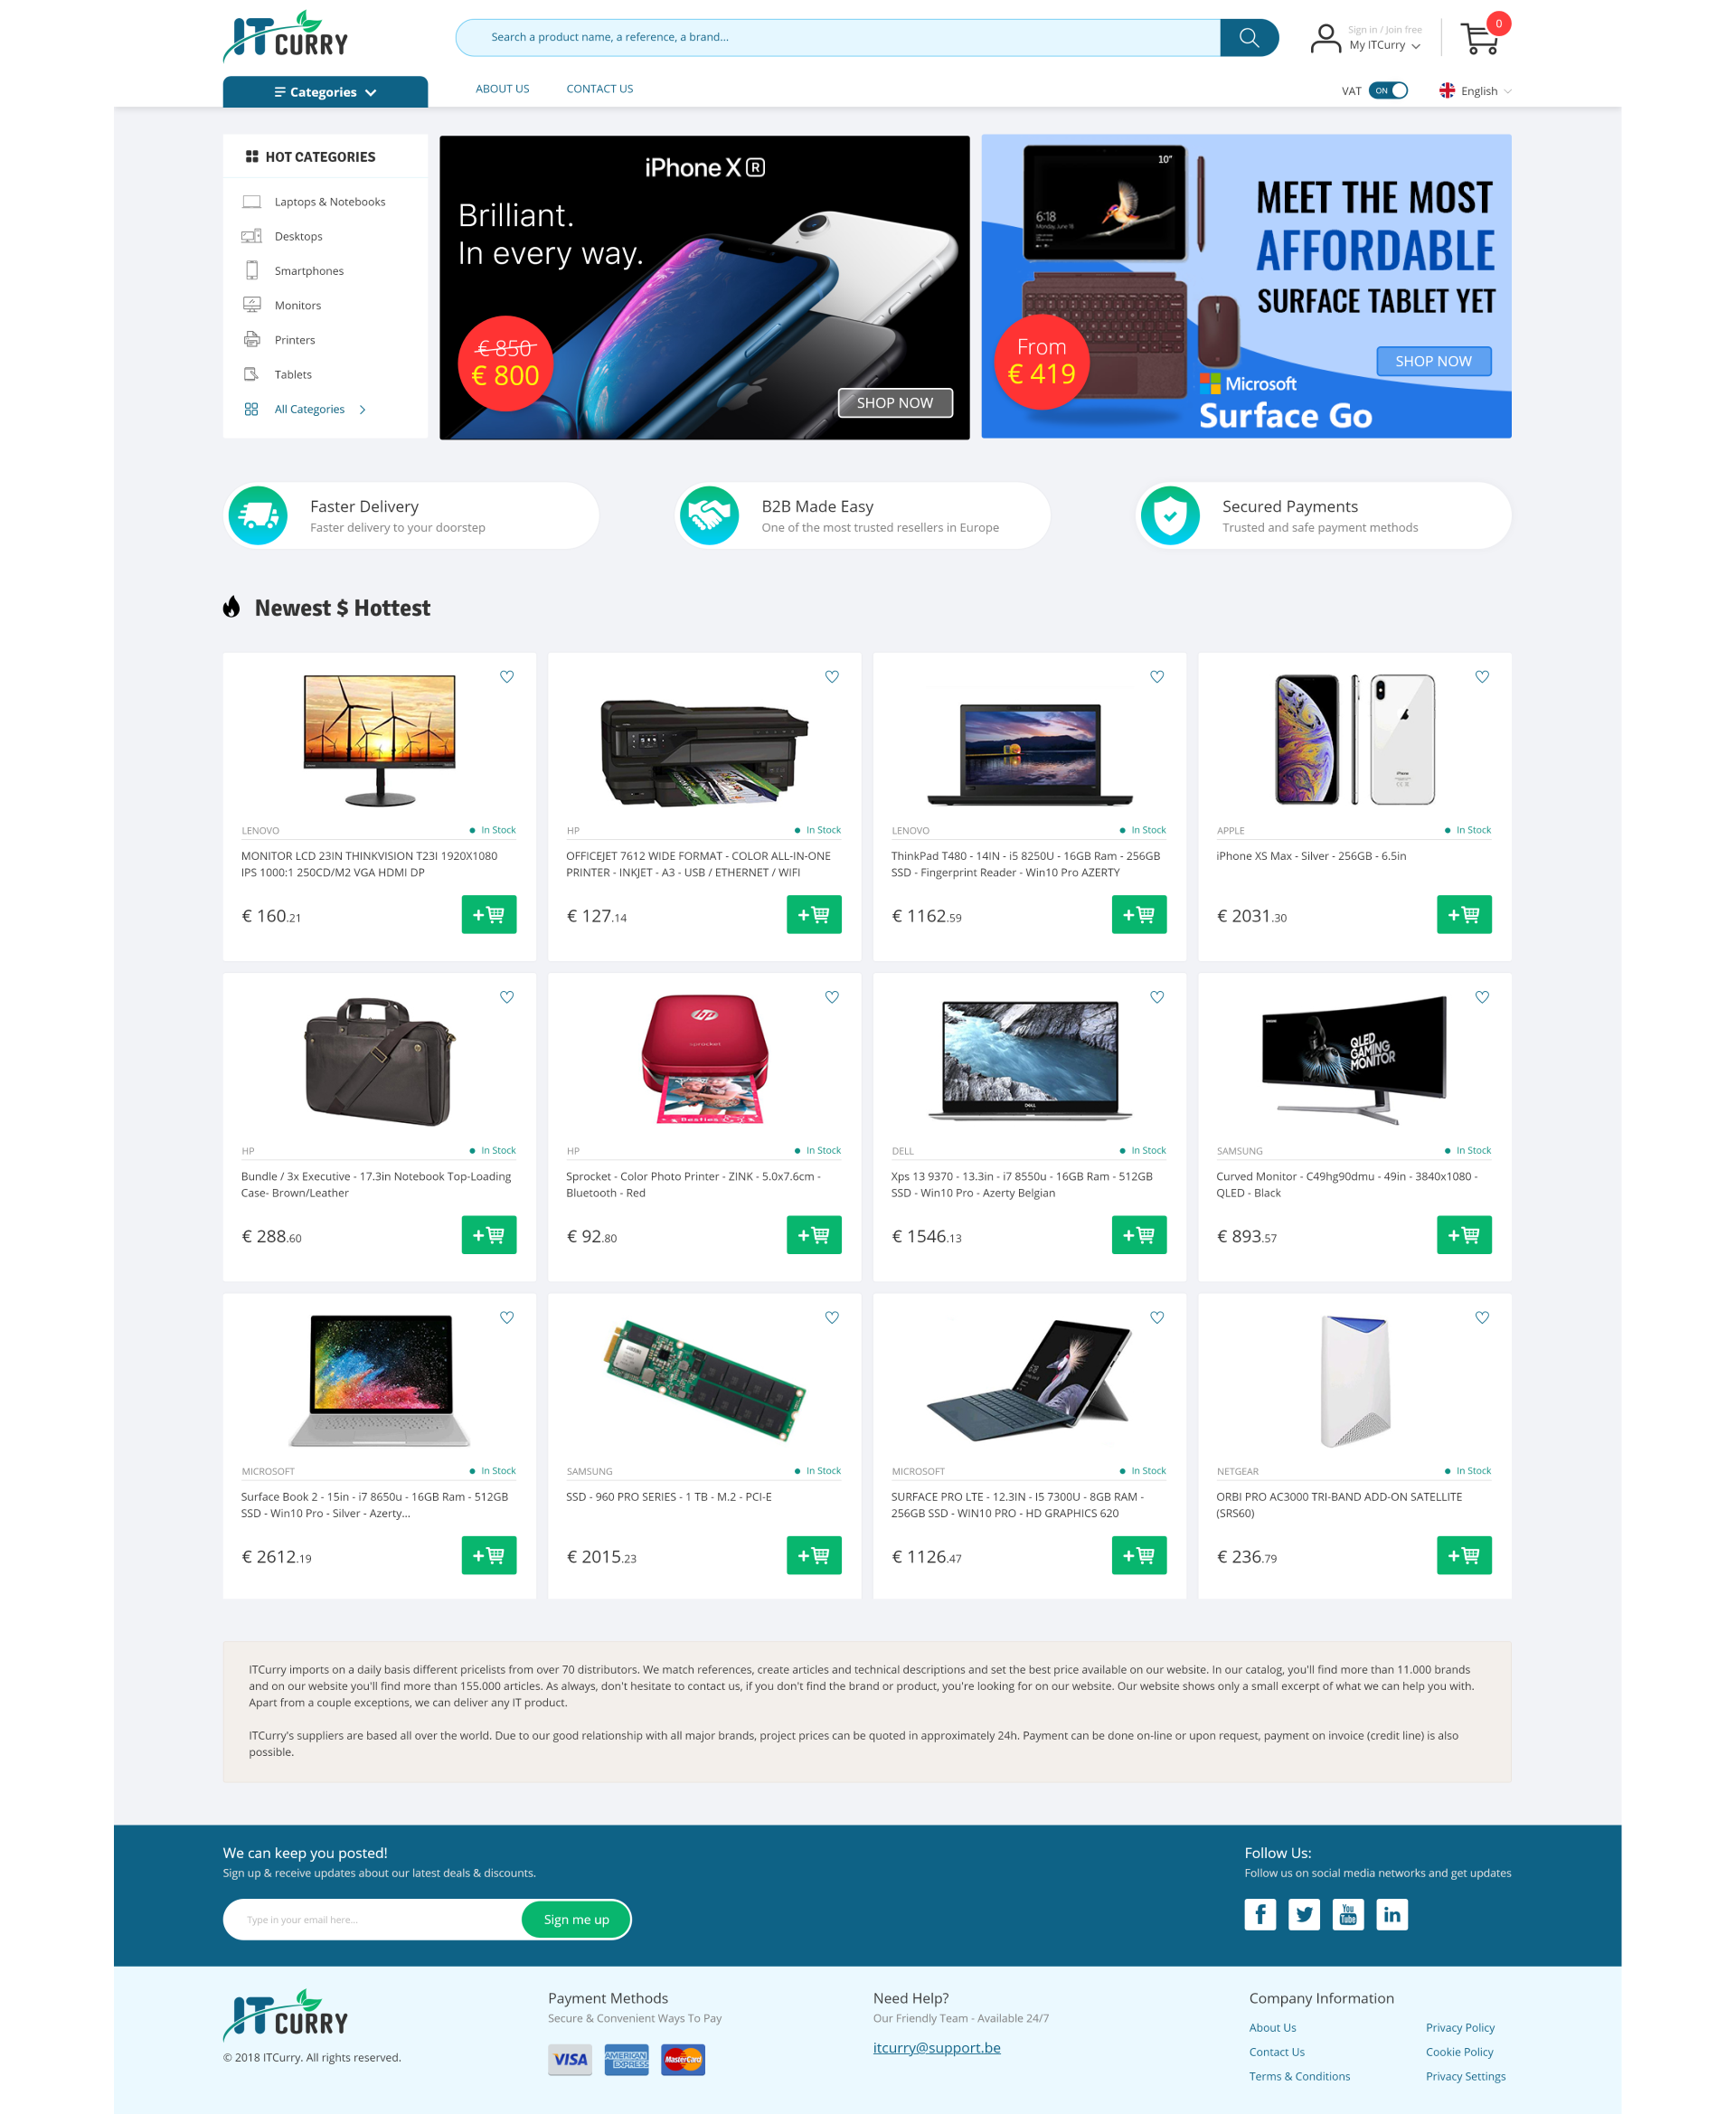 IT CURRY
Search a product name, a reference, a brand...
Sign in / Join free
My ITCurry
0
Categories
ABOUT US
CONTACT US
VAT ON
English
HOT CATEGORIES
Laptops & Notebooks
Desktops
Smartphones
Monitors
Printers
Tablets
All Categories
iPhone X R
Brilliant.
In every way.
€ 850
€ 800
SHOP NOW
10"
6:18
Monday, June 18
MEET THE MOST
AFFORDABLE
SURFACE TABLET YET
From
€ 419
SHOP NOW
Microsoft
Surface Go
Faster Delivery
Faster delivery to your doorstep
B2B Made Easy
One of the most trusted resellers in Europe
Secured Payments
Trusted and safe payment methods
Newest $ Hottest
LENOVO
In Stock
MONITOR LCD 23IN THINKVISION T23I 1920X1080
IPS 1000:1 250CD/M2 VGA HDMI DP
€ 160.21
HP
In Stock
OFFICEJET 7612 WIDE FORMAT - COLOR ALL-IN-ONE
PRINTER - INKJET - A3 - USB / ETHERNET / WIFI
€ 127.14
LENOVO
In Stock
ThinkPad T480 - 14IN - i5 8250U - 16GB Ram - 256GB
SSD - Fingerprint Reader - Win10 Pro AZERTY
€ 1162.59
iPhone
APPLE
In Stock
iPhone XS Max - Silver - 256GB - 6.5in
€ 2031.30
HP
In Stock
Bundle / 3x Executive - 17.3in Notebook Top-Loading
Case- Brown/Leather
€ 288.60
hp
sprocket
Besties
HP
In Stock
Sprocket - Color Photo Printer - ZINK - 5.0x7.6cm -
Bluetooth - Red
€ 92.80
DELL
DELL
In Stock
Xps 13 9370 - 13.3in - i7 8550u - 16GB Ram - 512GB
SSD - Win10 Pro - Azerty Belgian
€ 1546.13
SAMSUNG
QLED
GAMING
MONITOR
SAMSUNG
In Stock
Curved Monitor - C49hg90dmu - 49in - 3840x1080 -
QLED - Black
€ 893.57
MICROSOFT
In Stock
Surface Book 2 - 15in - i7 8650u - 16GB Ram - 512GB
SSD - Win10 Pro - Silver - Azerty...
€ 2612.19
SAMSUNG
In Stock
SSD - 960 PRO SERIES - 1 TB - M.2 - PCI-E
€ 2015.23
MICROSOFT
In Stock
SURFACE PRO LTE - 12.3IN - I5 7300U - 8GB RAM -
256GB SSD - WIN10 PRO - HD GRAPHICS 620
€ 1126.47
NETGEAR
In Stock
ORBI PRO AC3000 TRI-BAND ADD-ON SATELLITE
(SRS60)
€ 236.79
ITCurry imports on a daily basis different pricelists from over 70 distributors. We match references, create articles and technical descriptions and set the best price available on our website. In our catalog, you'll find more than 11.000 brands
and on our website you'll find more than 155.000 articles. As always, don't hesitate to contact us, if you don't find the brand or product, you're looking for on our website. Our website shows only a small excerpt of what we can help you with.
Apart from a couple exceptions, we can deliver any IT product.
ITCurry's suppliers are based all over the world. Due to our good relationship with all major brands, project prices can be quoted in approximately 24h. Payment can be done on-line or upon request, payment on invoice (credit line) is also
possible.
We can keep you posted!
Sign up & receive updates about our latest deals & discounts.
Type in your email here...
Sign me up
Follow Us:
Follow us on social media networks and get updates
f
You
Tube
in
IT CURRY
© 2018 ITCurry. All rights reserved.
Payment Methods
Secure & Convenient Ways To Pay
VISA
AMERICAN
EXPRESS
MasterCard
Need Help?
Our Friendly Team - Available 24/7
itcurry@support.be
Company Information
About Us
Contact Us
Terms & Conditions
Privacy Policy
Cookie Policy
Privacy Settings